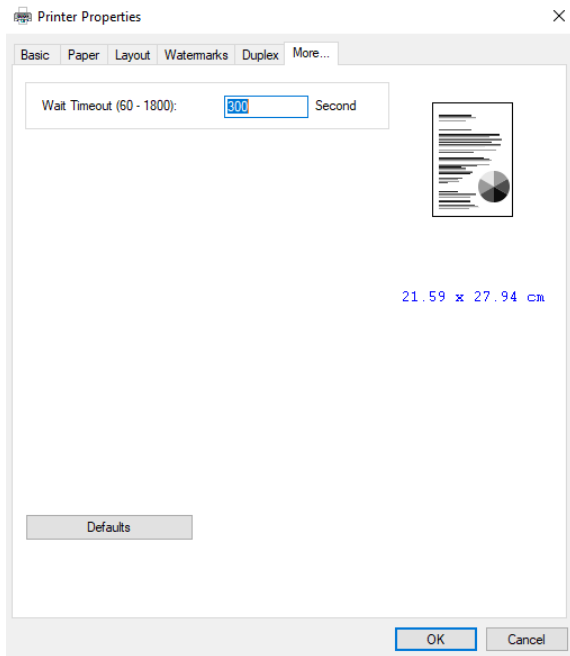 Printer Properties
Basic Paper Layout Watermarks Duplex More...
Wait Timeout (60 - 1800): 300 Second
21.59 x 27.94 cm
Defaults
OK Cancel